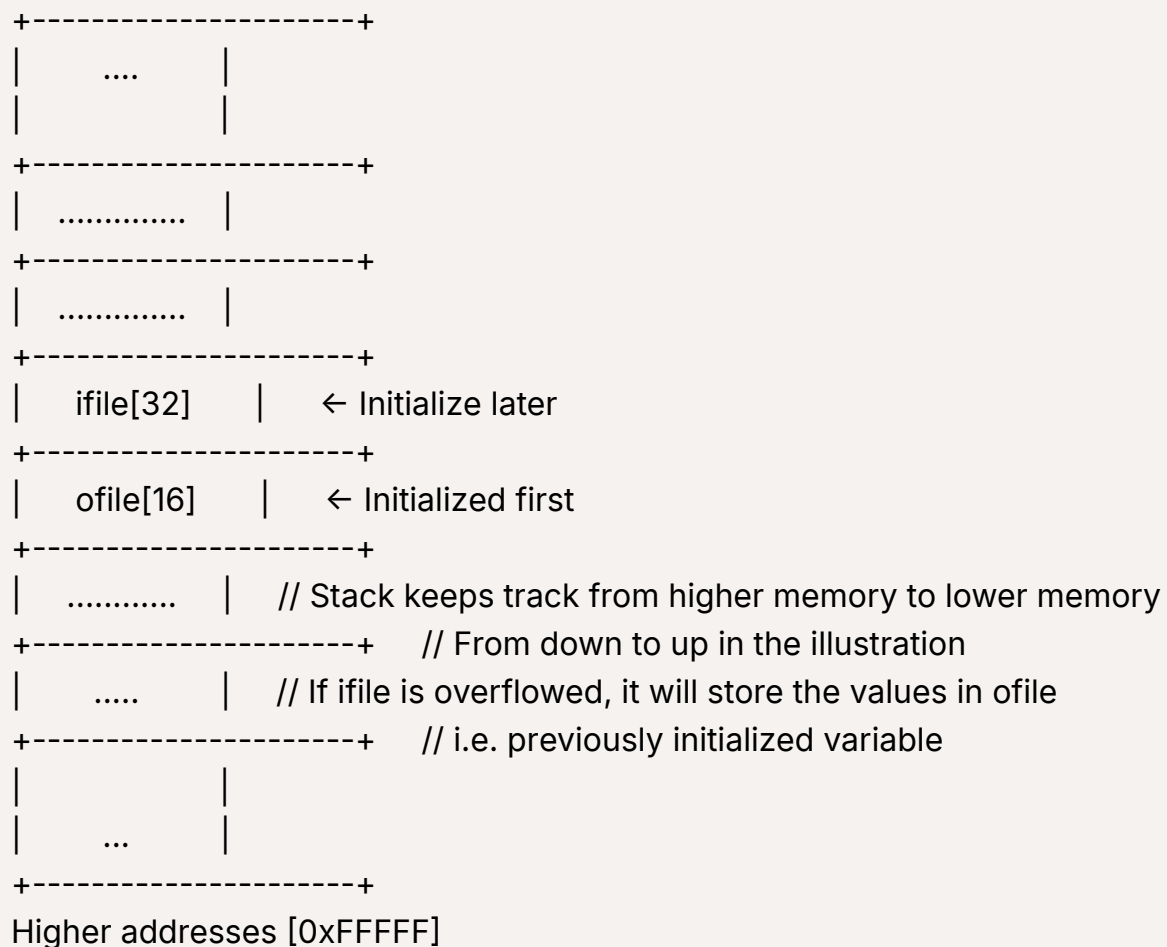 +----------------------+
| .... |
| |
+----------------------+
| .............. |
+----------------------+
| .............. |
+----------------------+
| ifile[32] | ← Initialize later
+----------------------+
| ofile[16] | ← Initialized first
+----------------------+
| ............ | // Stack keeps track from higher memory to lower memory
+----------------------+ // From down to up in the illustration
| ..... | // If ifile is overflowed, it will store the values in ofile
+----------------------+ // i.e. previously initialized variable
| |
| ... |
+----------------------+
Higher addresses [0xFFFFF]